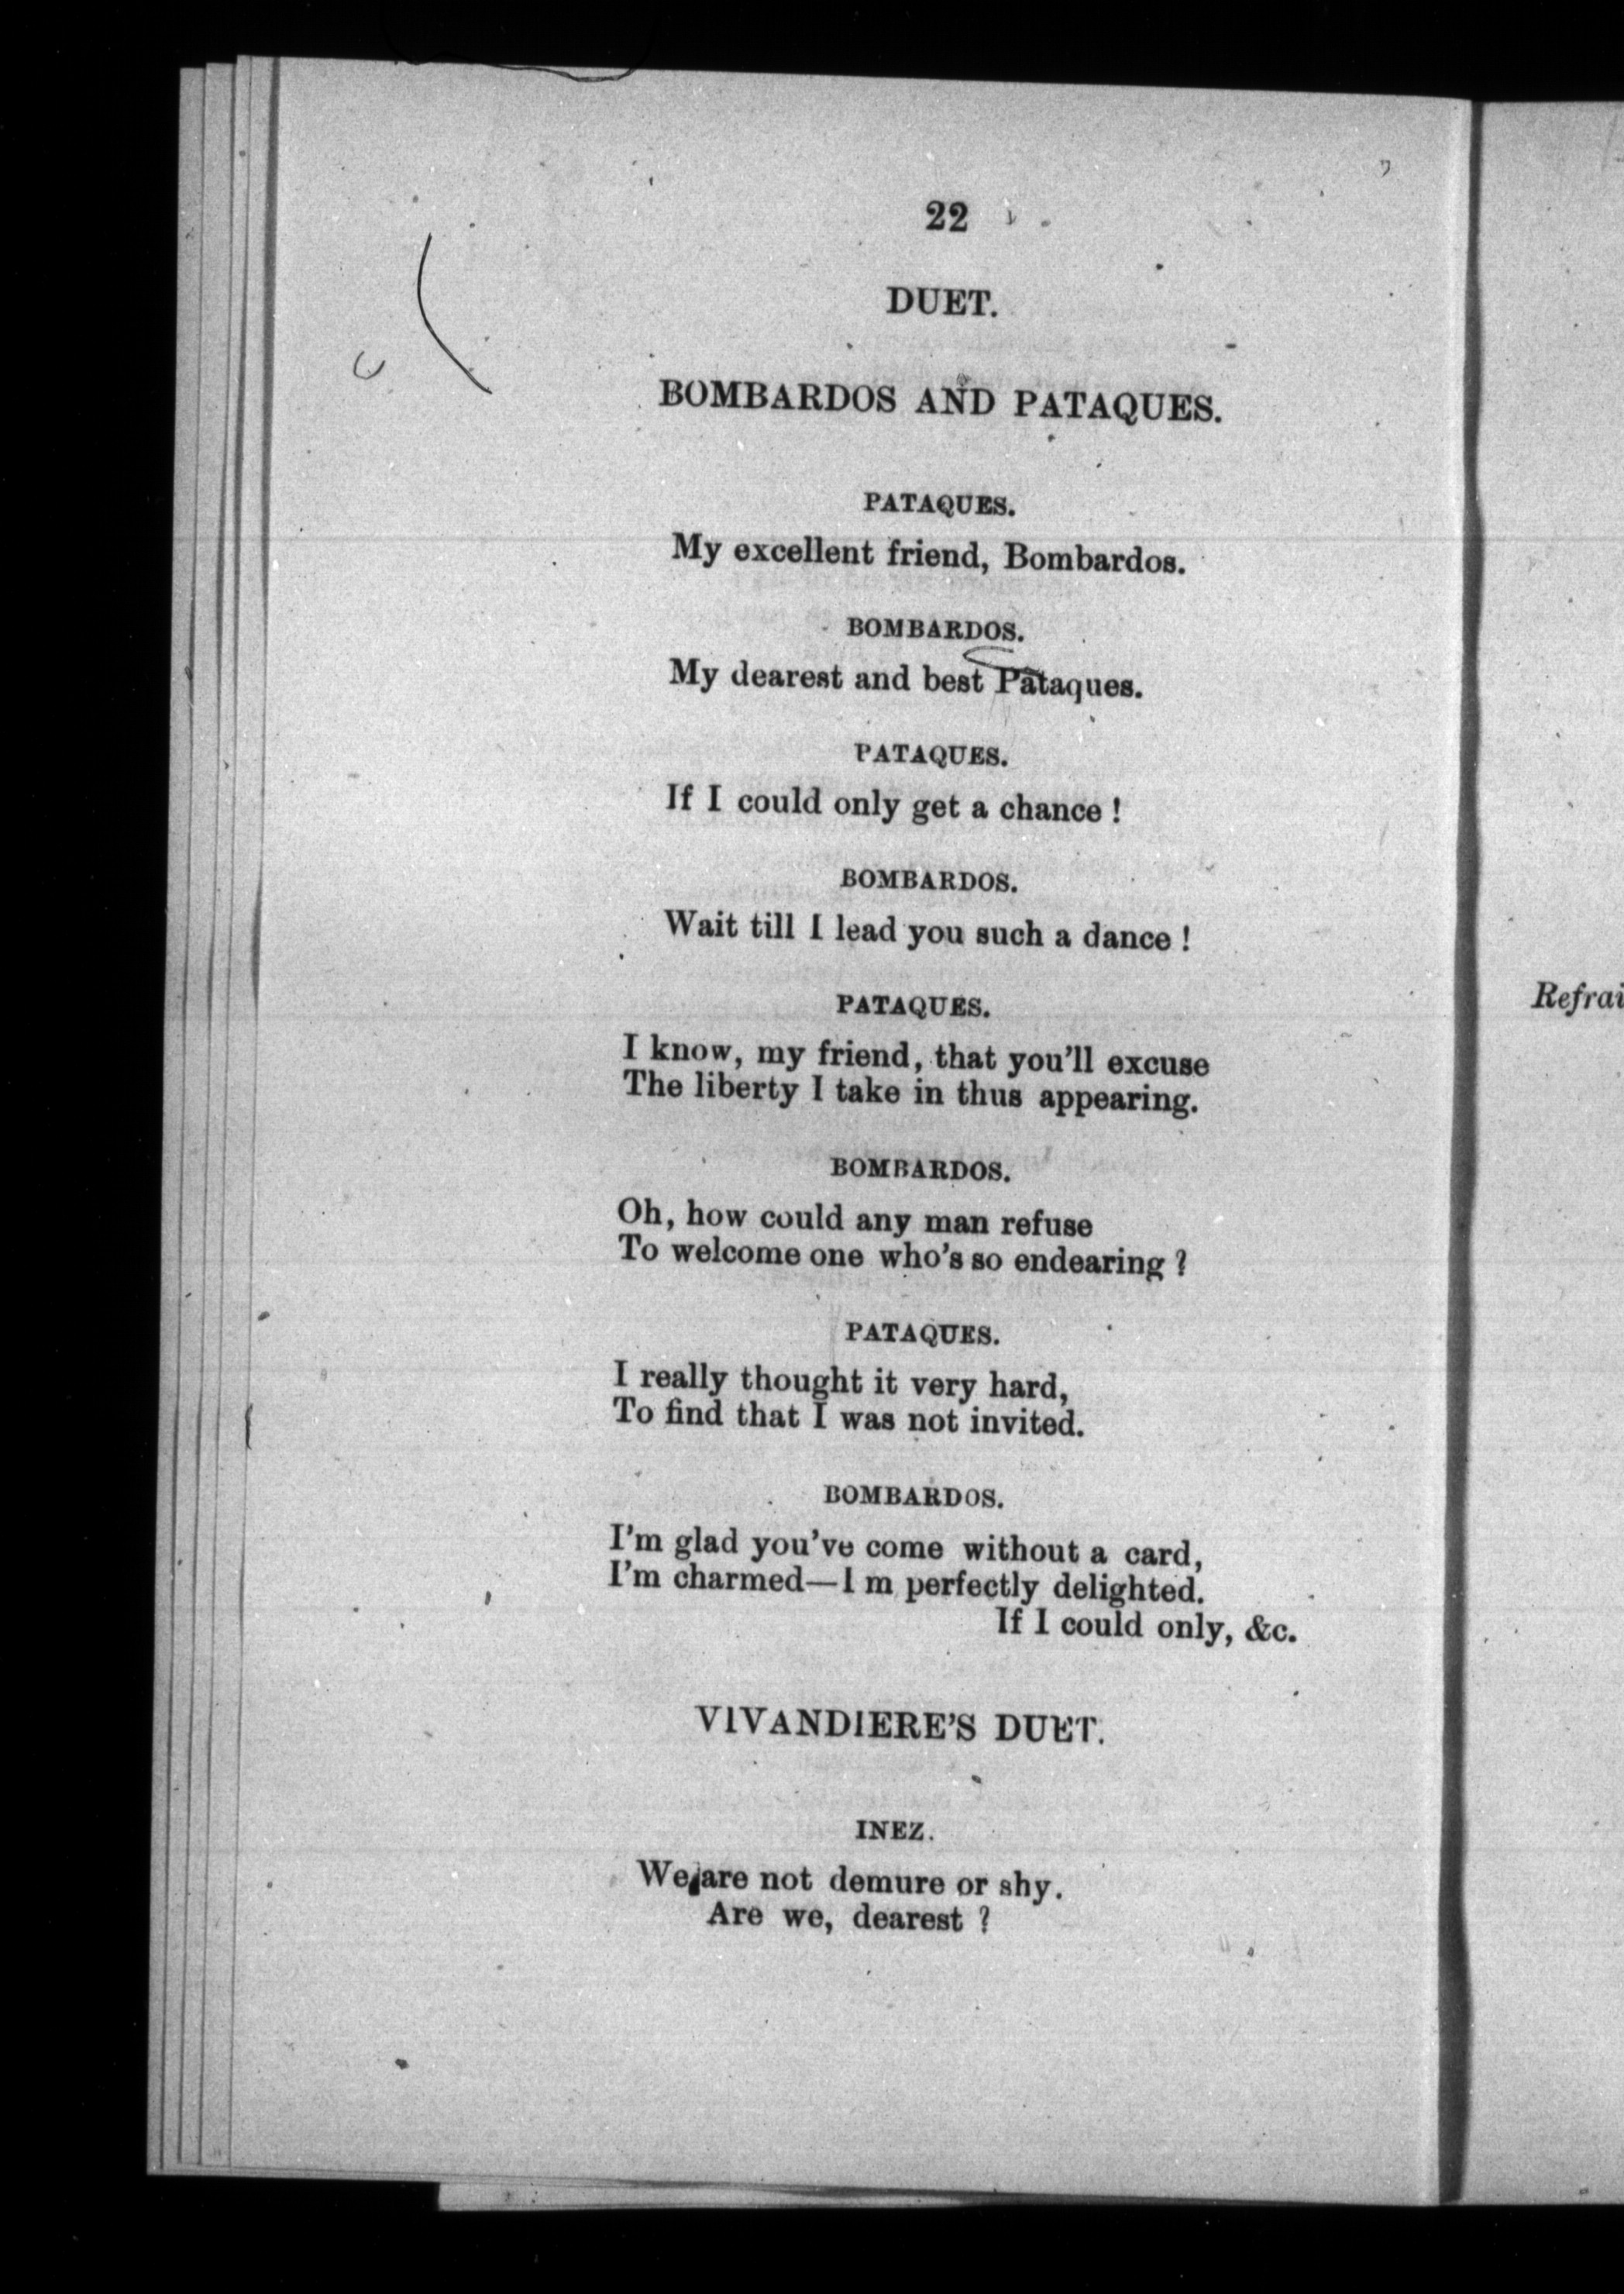 22
DUET.
BOMBARDOS AND PATAQUES.
PATAQUES.
My excellent friend, Bombardos.
BOMBARDOS.
My dearest and best Pataques.
PATAQUES.
If I could only get a chance !
BOMBARDOS.
Wait till I lead you such a dance !
PATAQUES.
I know, my friend, that you'll excuse
The liberty I take in thus appearing.
BOMBARDOS.
Oh, how could any man refuse
To welcome one who's so endearing ?
PATAQUES.
I really thought it very hard,
To find that I was not invited.
BOMBARDOS.
I'm glad you've come without a card,
I'm charmed—I m perfectly delighted.
If I could only, &c.
VIVANDIERE'S DUET.
INEZ.
We are not demure or shy.
Are we, dearest ?
Refrai